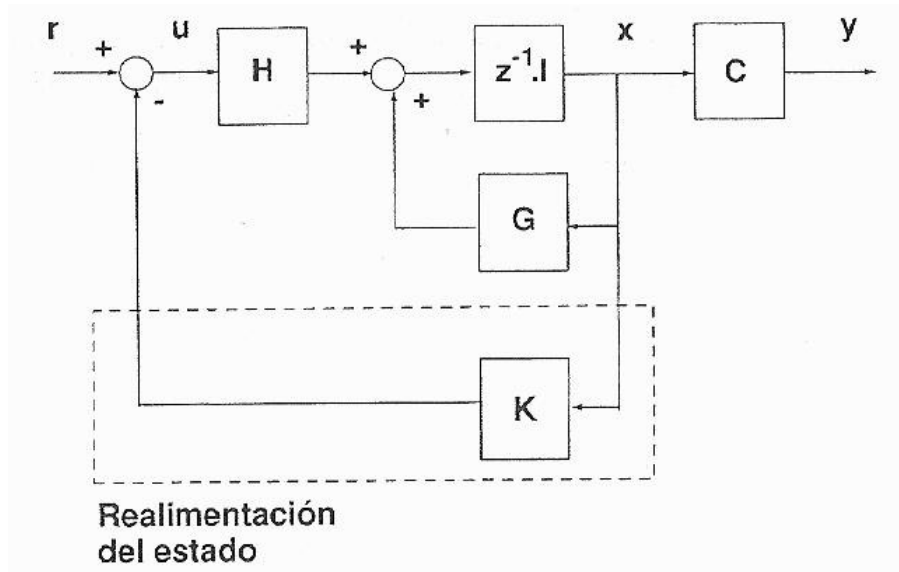 r + u + x y
H z⁻¹.I C
- +
G
K
Realimentación
del estado